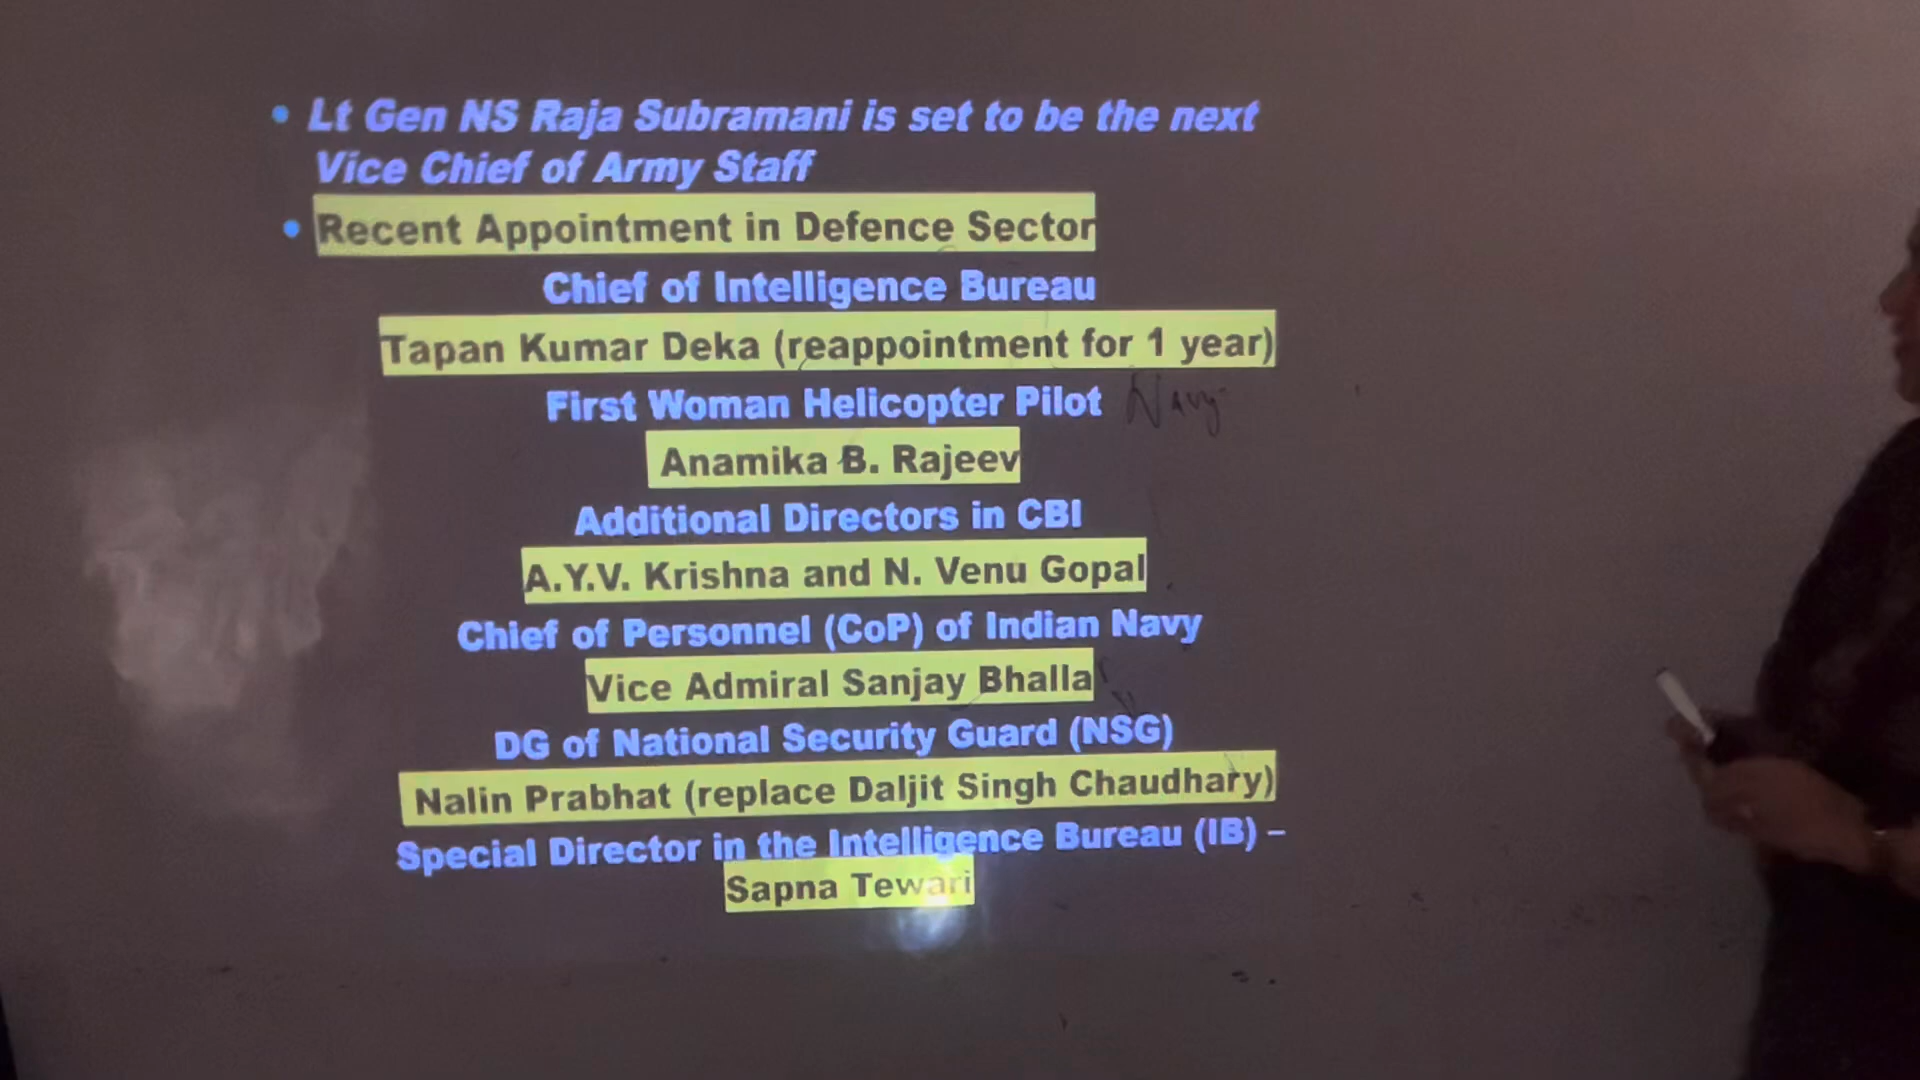 • Lt Gen NS Raja Subramani is set to be the next
Vice Chief of Army Staff
• Recent Appointment in Defence Sector
Chief of Intelligence Bureau
Tapan Kumar Deka (reappointment for 1 year)
First Woman Helicopter Pilot Navy
Anamika B. Rajeev
Additional Directors in CBI
A.Y.V. Krishna and N. Venu Gopal
Chief of Personnel (CoP) of Indian Navy
Vice Admiral Sanjay Bhalla
DG of National Security Guard (NSG)
Nalin Prabhat (replace Daljit Singh Chaudhary)
Special Director in the Intelligence Bureau (IB) –
Sapna Tewari